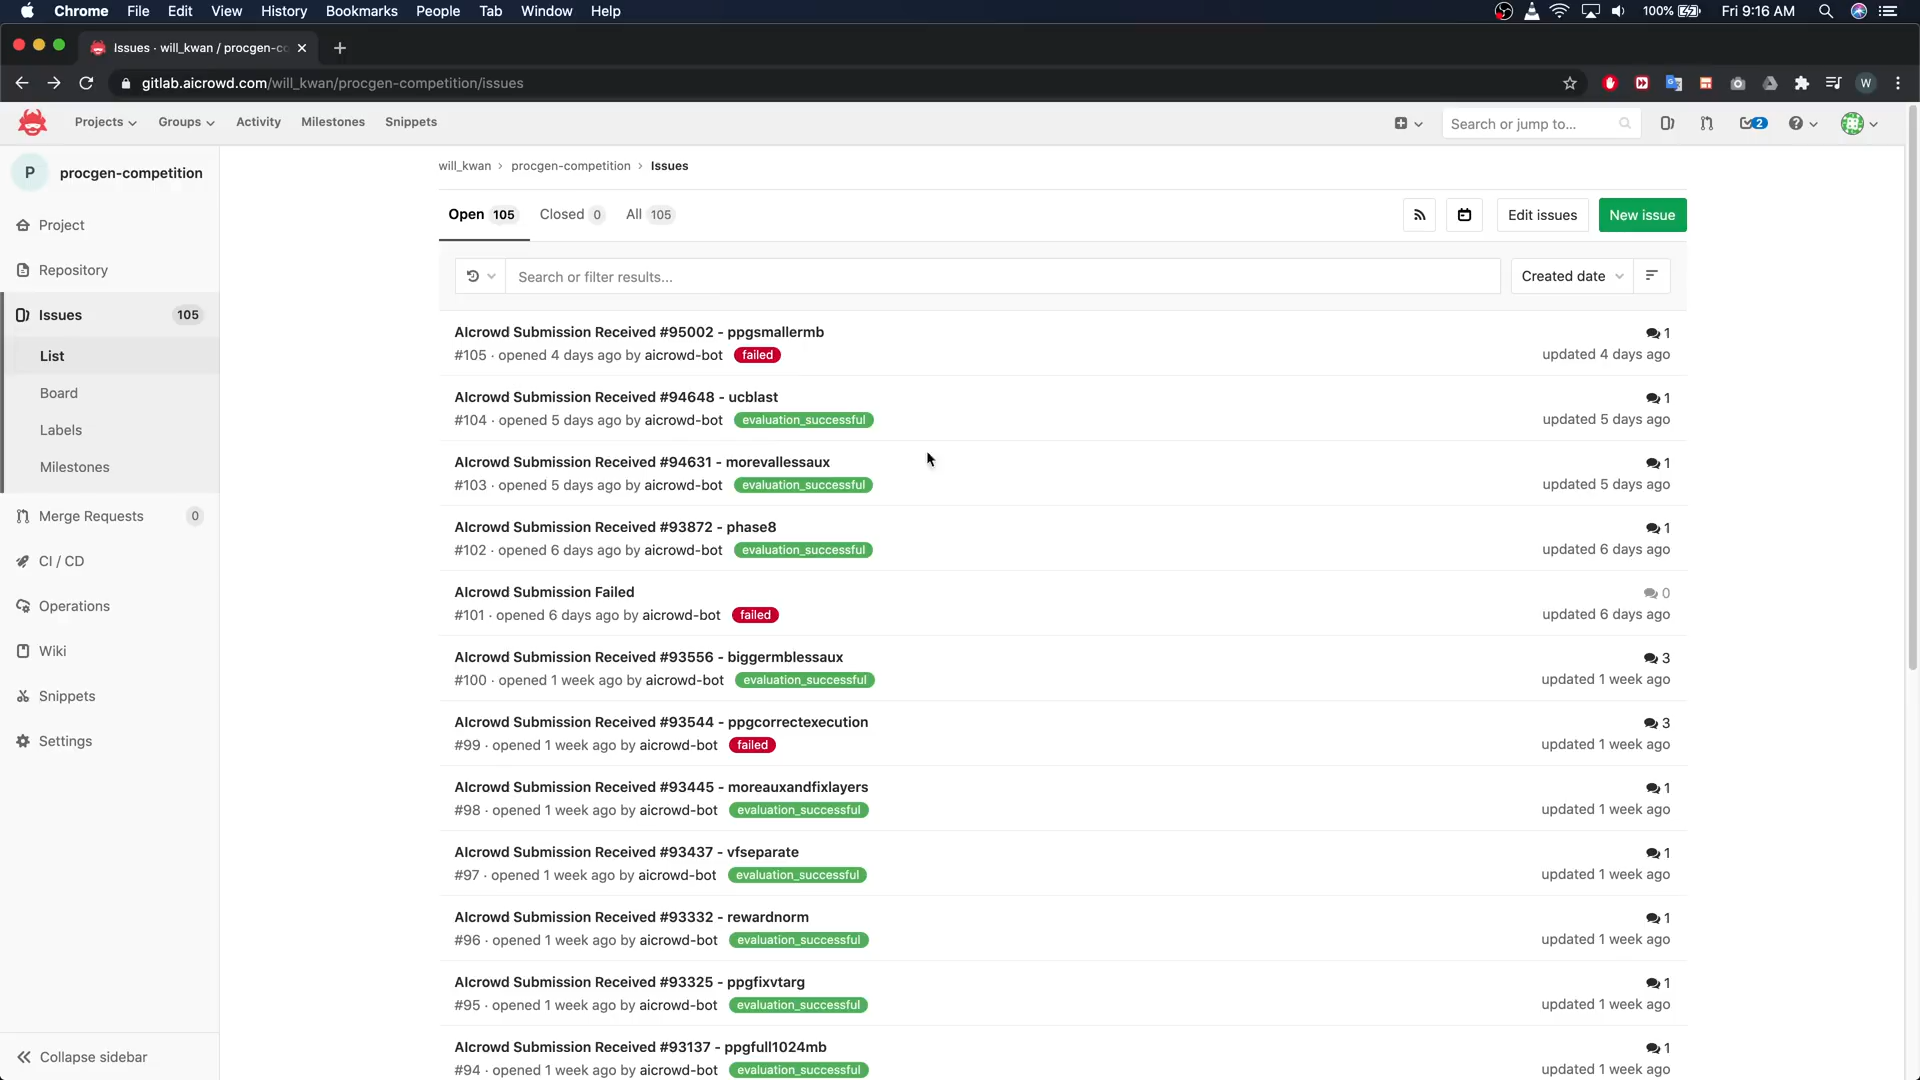 Chrome File Edit View History Bookmarks People Tab Window Help 100% Fri 9:16 AM
Issues · will_kwan / procgen-co
gitlab.aicrowd.com/will_kwan/procgen-competition/issues W
Projects Groups Activity Milestones Snippets Search or jump to... 2
P procgen-competition
Project
Repository
Issues 105
List
Board
Labels
Milestones
Merge Requests 0
CI / CD
Operations
Wiki
Snippets
Settings
Collapse sidebar
will_kwan › procgen-competition › Issues
Open 105 Closed 0 All 105 Edit issues New issue
Search or filter results... Created date
AIcrowd Submission Received #95002 - ppgsmallermb 1
#105 · opened 4 days ago by aicrowd-bot failed updated 4 days ago
AIcrowd Submission Received #94648 - ucblast 1
#104 · opened 5 days ago by aicrowd-bot evaluation_successful updated 5 days ago
AIcrowd Submission Received #94631 - morevallessaux 1
#103 · opened 5 days ago by aicrowd-bot evaluation_successful updated 5 days ago
AIcrowd Submission Received #93872 - phase8 1
#102 · opened 6 days ago by aicrowd-bot evaluation_successful updated 6 days ago
AIcrowd Submission Failed 0
#101 · opened 6 days ago by aicrowd-bot failed updated 6 days ago
AIcrowd Submission Received #93556 - biggermblessaux 3
#100 · opened 1 week ago by aicrowd-bot evaluation_successful updated 1 week ago
AIcrowd Submission Received #93544 - ppgcorrectexecution 3
#99 · opened 1 week ago by aicrowd-bot failed updated 1 week ago
AIcrowd Submission Received #93445 - moreauxandfixlayers 1
#98 · opened 1 week ago by aicrowd-bot evaluation_successful updated 1 week ago
AIcrowd Submission Received #93437 - vfseparate 1
#97 · opened 1 week ago by aicrowd-bot evaluation_successful updated 1 week ago
AIcrowd Submission Received #93332 - rewardnorm 1
#96 · opened 1 week ago by aicrowd-bot evaluation_successful updated 1 week ago
AIcrowd Submission Received #93325 - ppgfixvtarg 1
#95 · opened 1 week ago by aicrowd-bot evaluation_successful updated 1 week ago
AIcrowd Submission Received #93137 - ppgfull1024mb 1
#94 · opened 1 week ago by aicrowd-bot evaluation_successful updated 1 week ago